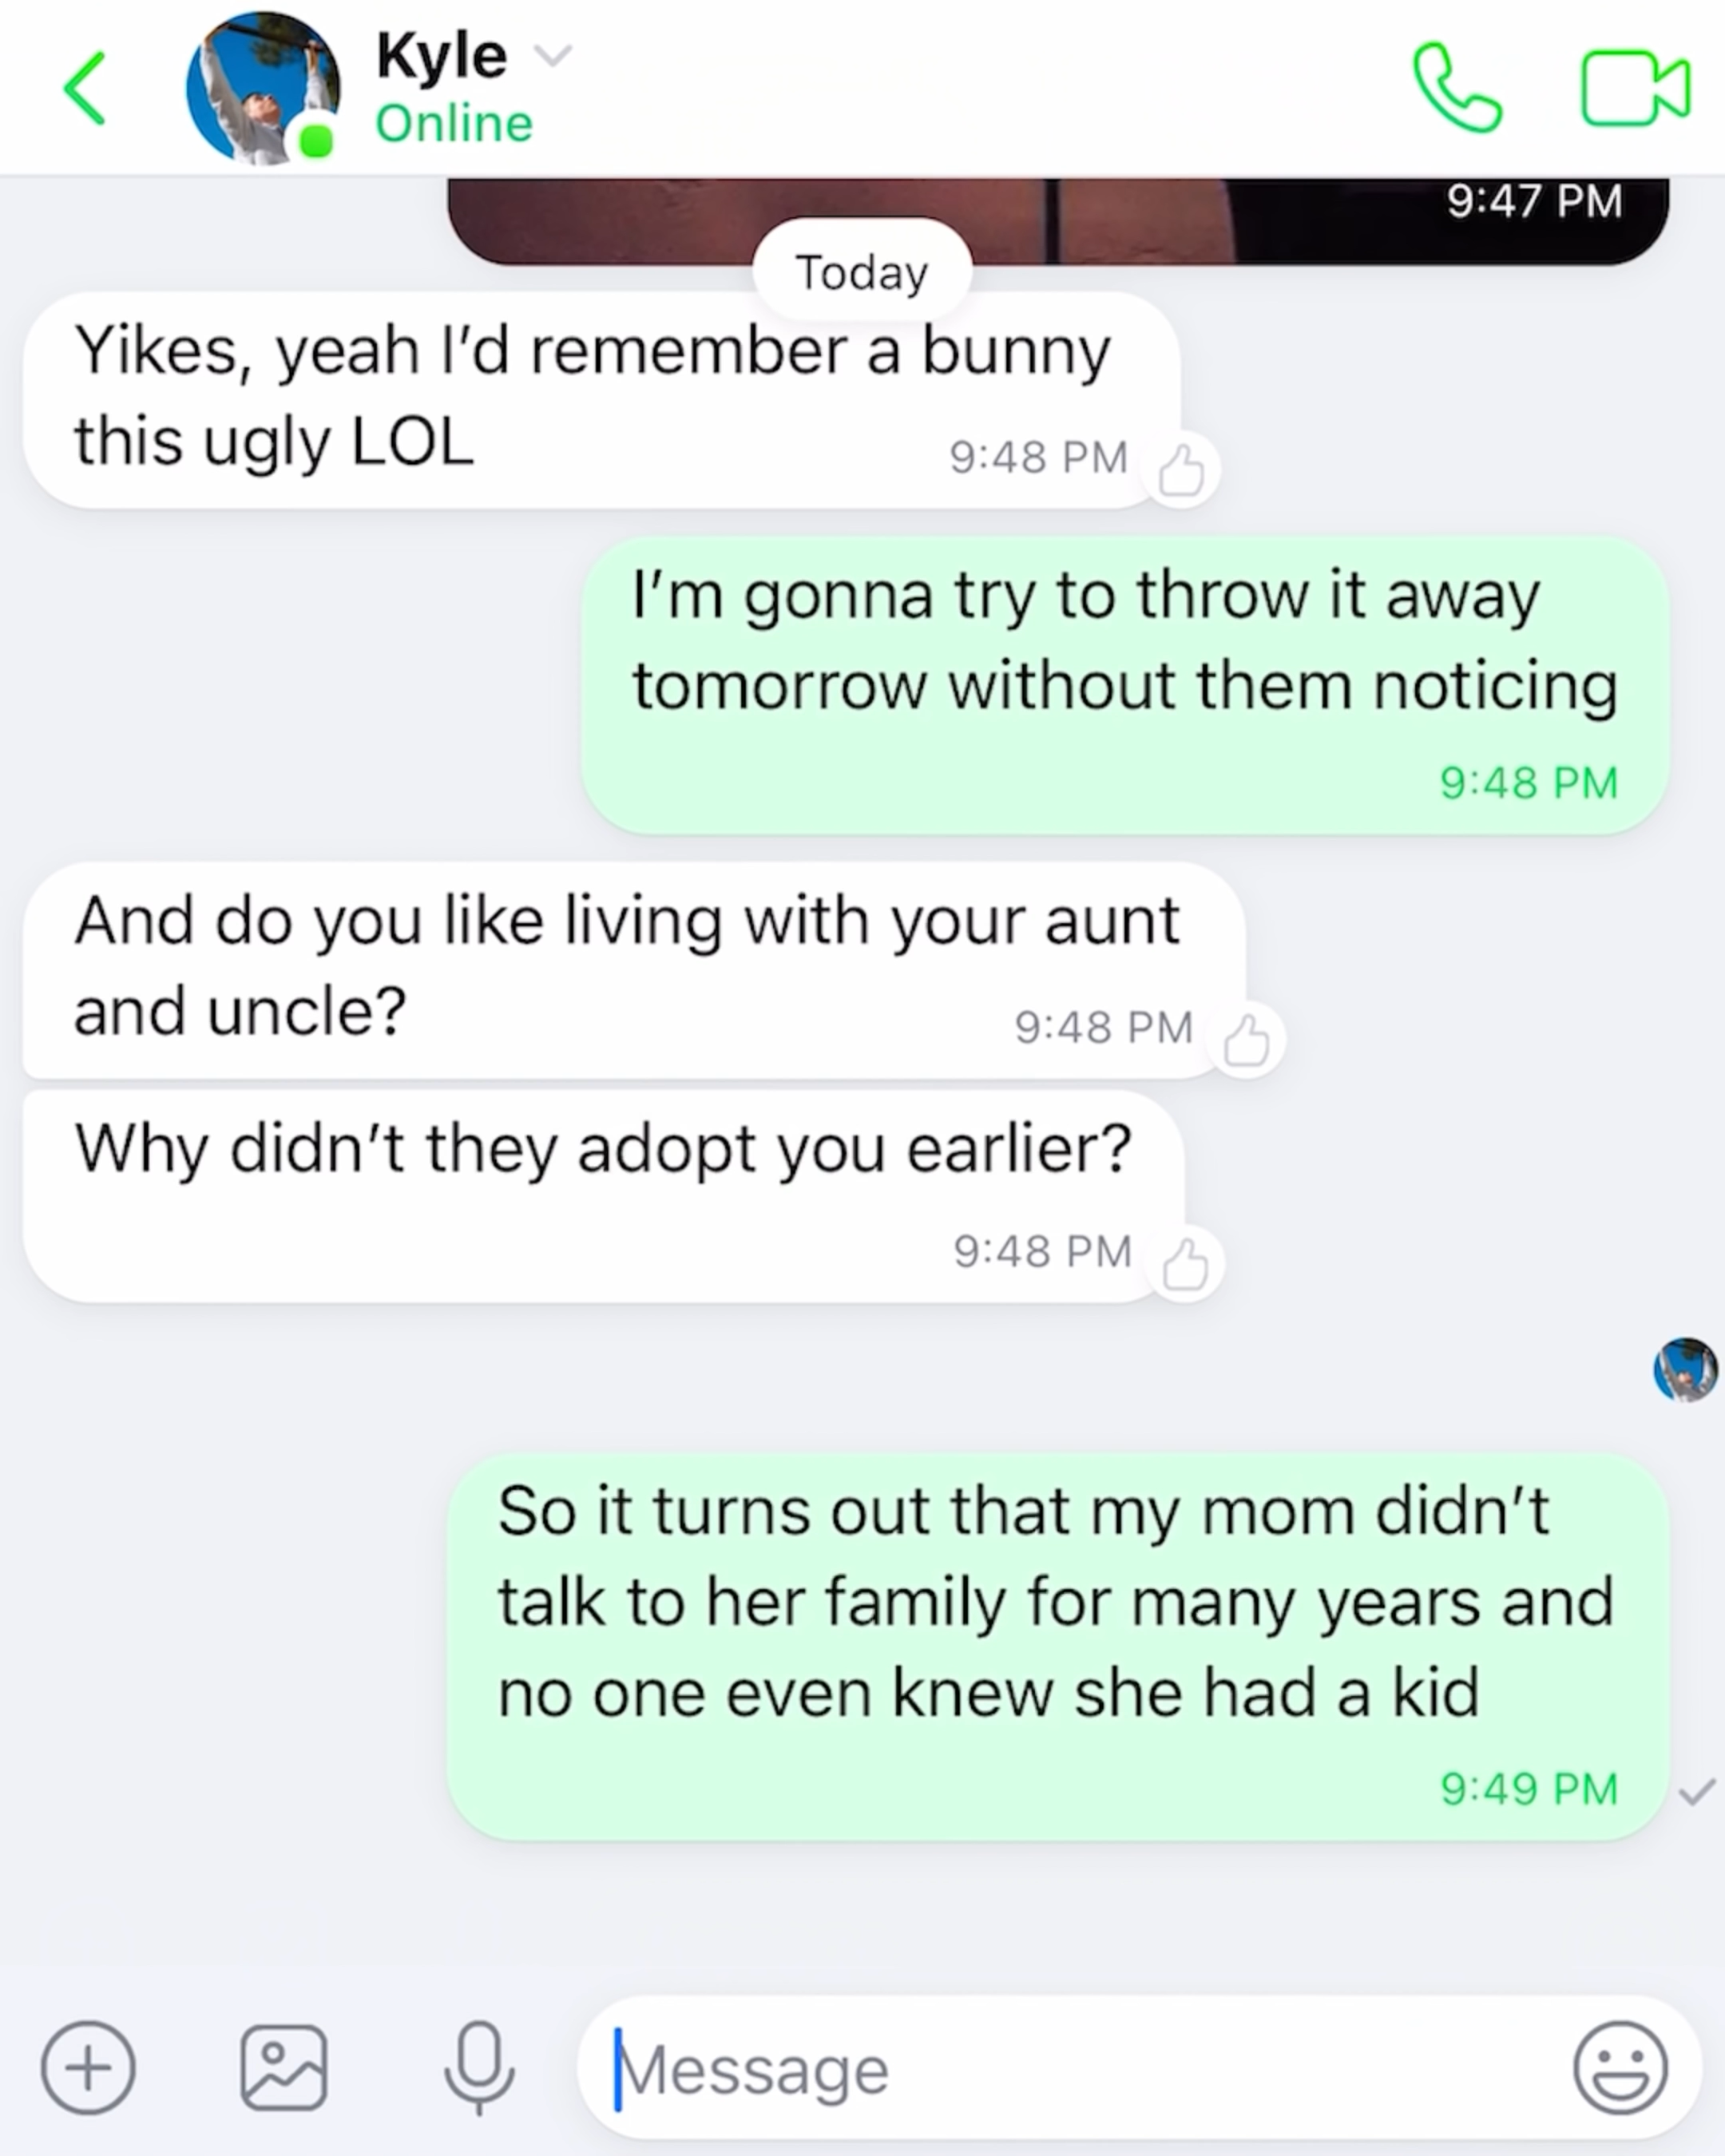 Kyle
Online
9:47 PM
Today
Yikes, yeah I’d remember a bunny
this ugly LOL
9:48 PM
I’m gonna try to throw it away
tomorrow without them noticing
9:48 PM
And do you like living with your aunt
and uncle?
9:48 PM
Why didn’t they adopt you earlier?
9:48 PM
So it turns out that my mom didn’t
talk to her family for many years and
no one even knew she had a kid
9:49 PM
Message